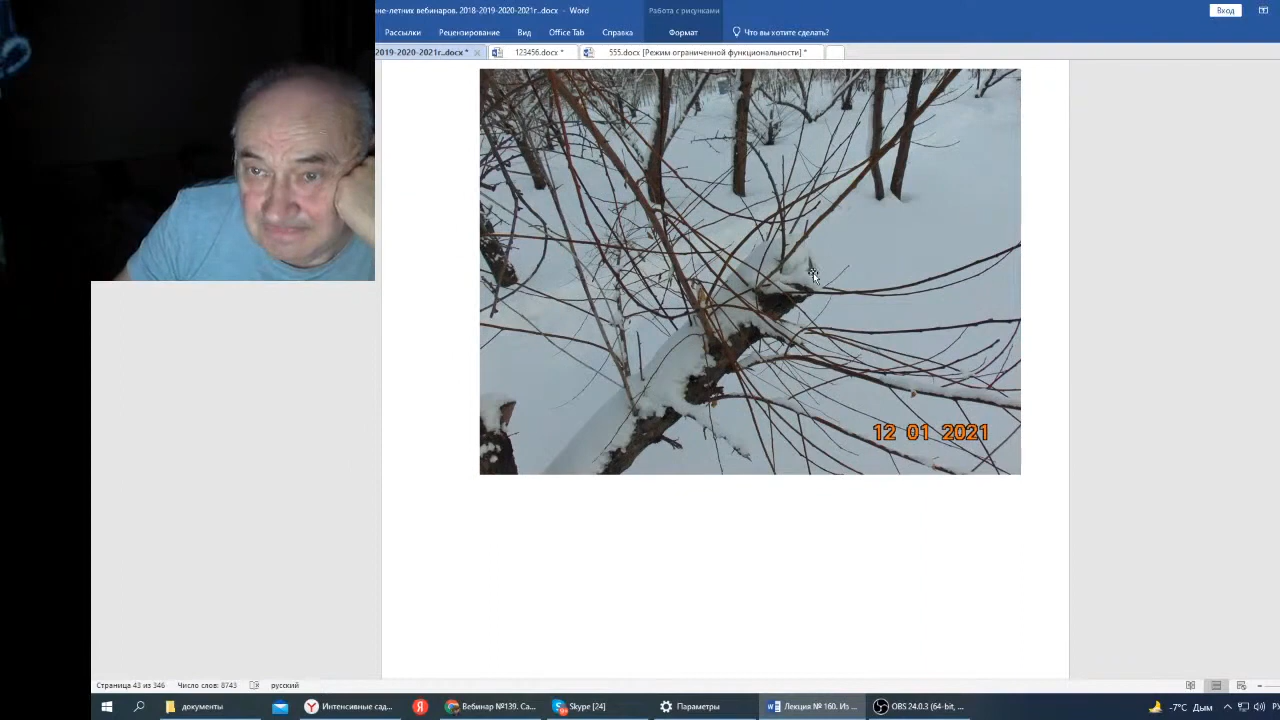 не-летних вебинаров. 2018-2019-2020-2021г...docx - Word
Работа с рисунками
Вход
Рассылки Рецензирование Вид Office Tab Справка Формат Что вы хотите сделать?
2019-2020-2021г...docx *
123456.docx *
555.docx [Режим ограниченной функциональности] *
12 01 2021
Страница 43 из 346 Число слов: 8743 русский
документы
Интенсивные сад...
Вебинар №139. Са...
Skype [24]
Параметры
Лекция № 160. Из ...
OBS 24.0.3 (64-bit, ...
-7°C Дым